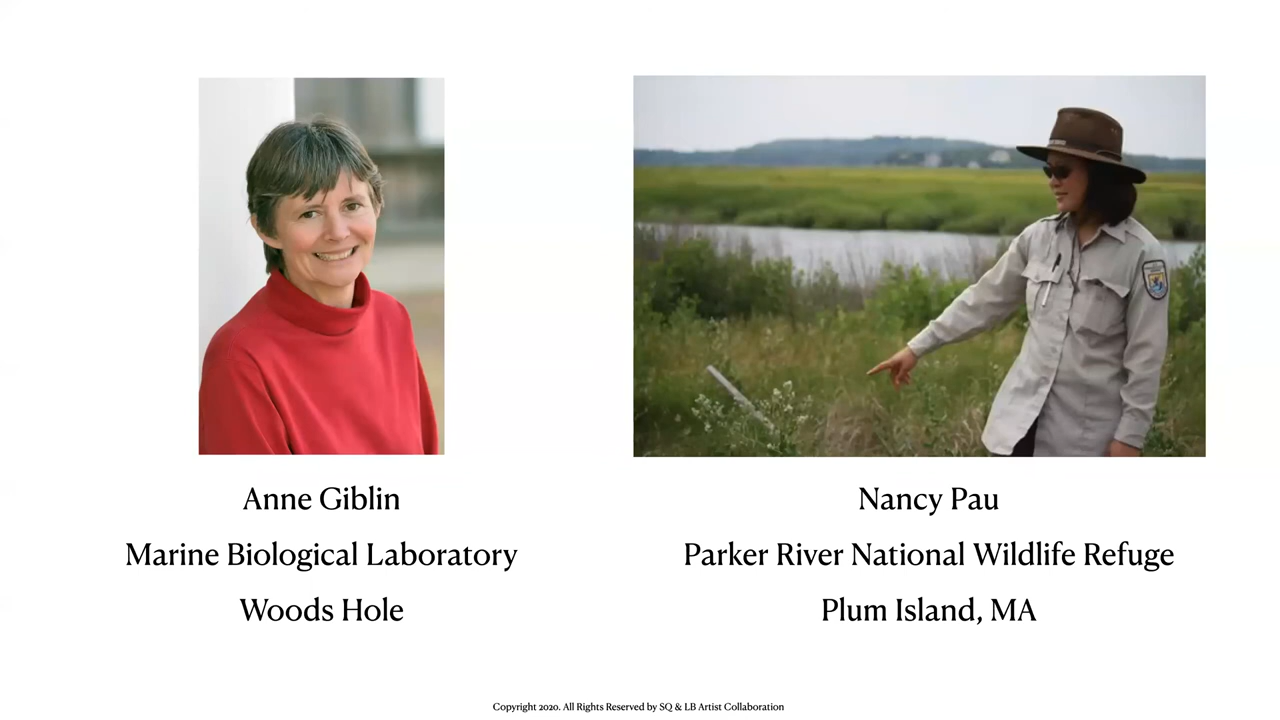 Anne Giblin
Marine Biological Laboratory
Woods Hole
Nancy Pau
Parker River National Wildlife Refuge
Plum Island, MA
Copyright 2020. All Rights Reserved by SQ & LB Artist Collaboration